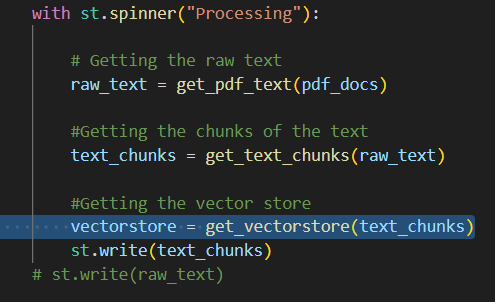 with st.spinner("Processing"):
# Getting the raw text
raw_text = get_pdf_text(pdf_docs)
#Getting the chunks of the text
text_chunks = get_text_chunks(raw_text)
#Getting the vector store
vectorstore = get_vectorstore(text_chunks)
st.write(text_chunks)
# st.write(raw_text)